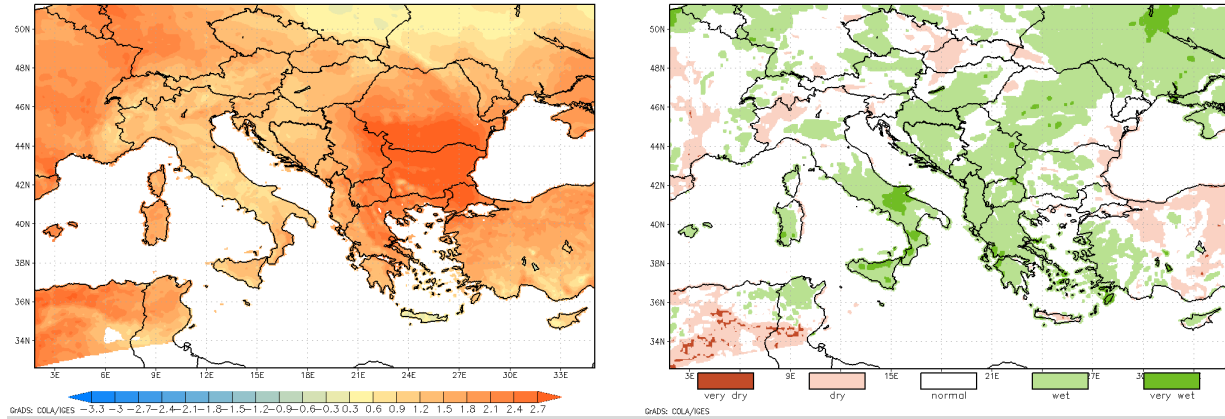 50N
48N
46N
44N
42N
40N
38N
36N
34N
3E 6E 9E 12E 15E 18E 21E 24E 27E 30E 33E
-3.3 -3 -2.7 -2.4 -2.1 -1.8 -1.5 -1.2 -0.9 -0.6 -0.3 0.3 0.6 0.9 1.2 1.5 1.8 2.1 2.4 2.7
GrADS: COLA/IGES
50N
48N
46N
44N
42N
40N
38N
36N
34N
3E 9E 21E
very dry dry normal wet very wet
GrADS: COLA/IGES